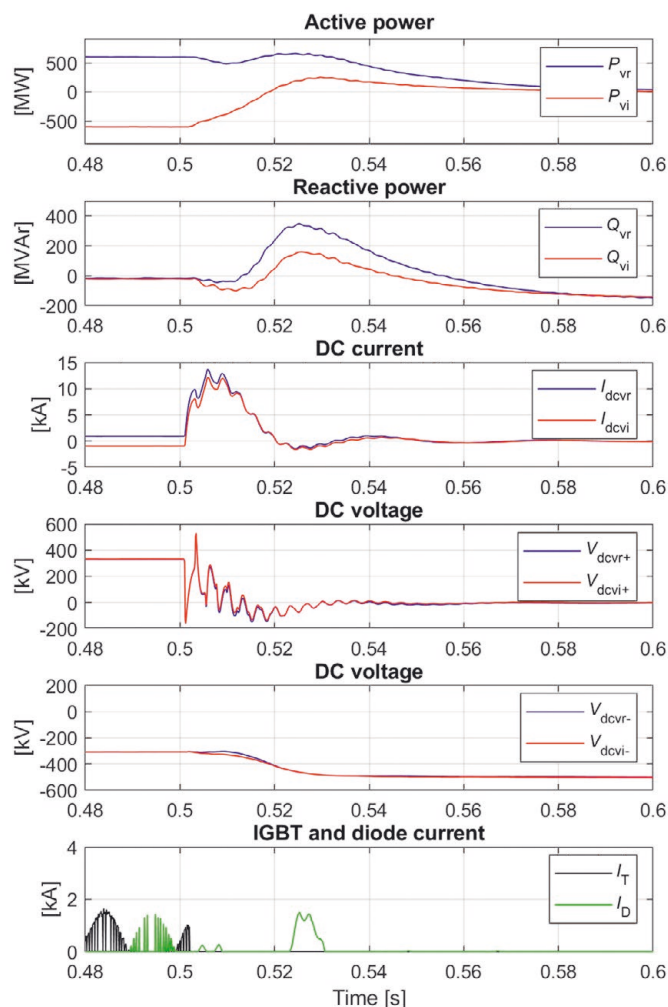 Active power
[MW]
500
0
-500
P_vr
P_vi
0.48 0.5 0.52 0.54 0.56 0.58 0.6
Reactive power
[MVAr]
400
200
0
-200
Q_vr
Q_vi
0.48 0.5 0.52 0.54 0.56 0.58 0.6
DC current
[kA]
15
10
5
0
-5
I_dcvr
I_dcvi
0.48 0.5 0.52 0.54 0.56 0.58 0.6
DC voltage
[kV]
600
400
200
0
-200
V_dcvr+
V_dcvi+
0.48 0.5 0.52 0.54 0.56 0.58 0.6
DC voltage
[kV]
200
0
-200
-400
-600
V_dcvr-
V_dcvi-
0.48 0.5 0.52 0.54 0.56 0.58 0.6
IGBT and diode current
[kA]
4
2
0
I_T
I_D
0.48 0.5 0.52 0.54 0.56 0.58 0.6
Time [s]